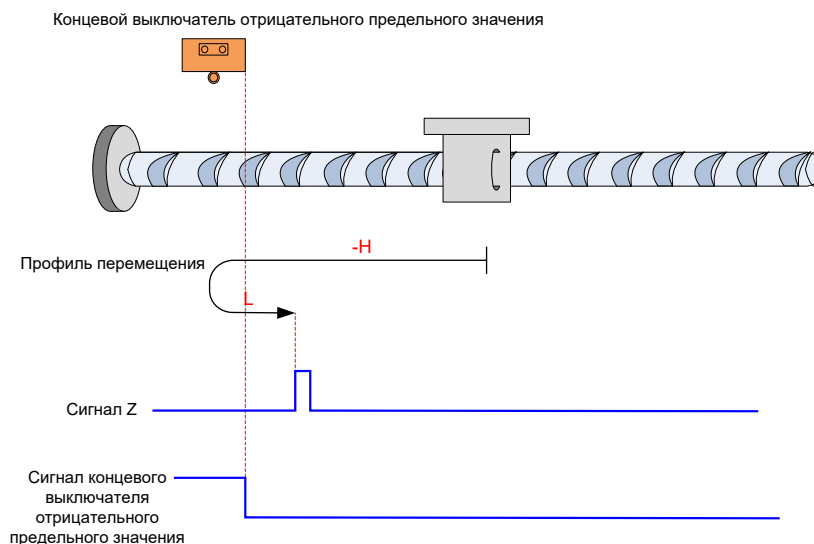 Концевой выключатель отрицательного предельного значения
-H
Профиль перемещения
L
Сигнал Z
Сигнал концевого
выключателя
отрицательного
предельного значения